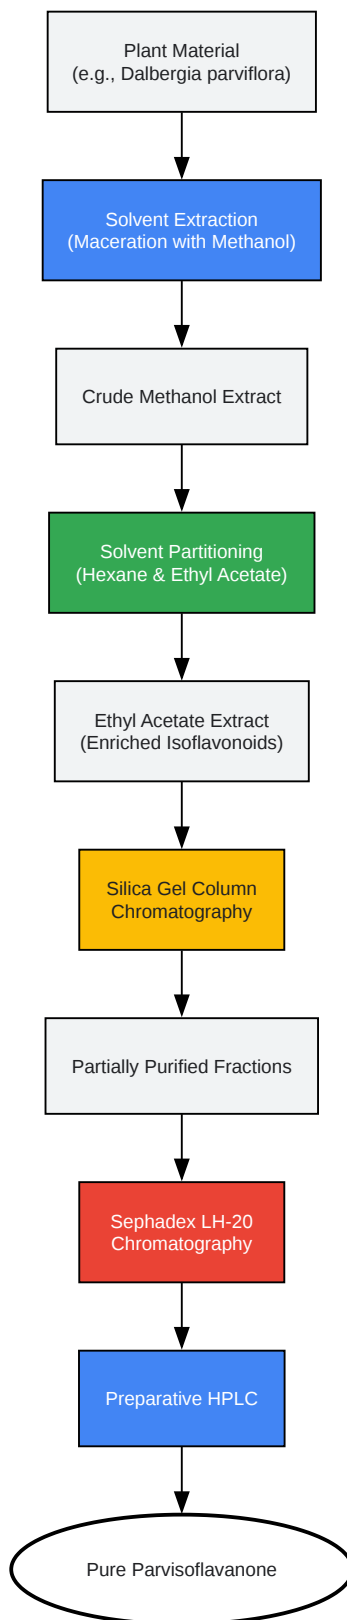 Plant Material
(e.g., Dalbergia parviflora)
Solvent Extraction
(Maceration with Methanol)
Crude Methanol Extract
Solvent Partitioning
(Hexane & Ethyl Acetate)
Ethyl Acetate Extract
(Enriched Isoflavonoids)
Silica Gel Column
Chromatography
Partially Purified Fractions
Sephadex LH-20
Chromatography
Preparative HPLC
Pure Parvisoflavanone